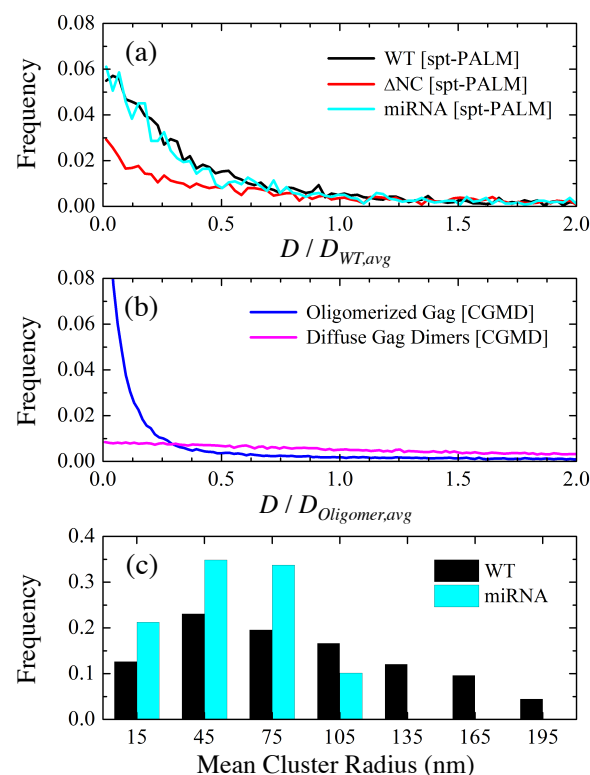 (a)
WT [spt-PALM]
ΔNC [spt-PALM]
miRNA [spt-PALM]
Frequency
0.08
0.06
0.04
0.02
0.00
0.0 0.5 1.0 1.5 2.0
D / D_WT,avg
(b)
Oligomerized Gag [CGMD]
Diffuse Gag Dimers [CGMD]
Frequency
0.08
0.06
0.04
0.02
0.00
0.0 0.5 1.0 1.5 2.0
D / D_Oligomer,avg
(c)
WT
miRNA
Frequency
0.4
0.3
0.2
0.1
0.0
15 45 75 105 135 165 195
Mean Cluster Radius (nm)